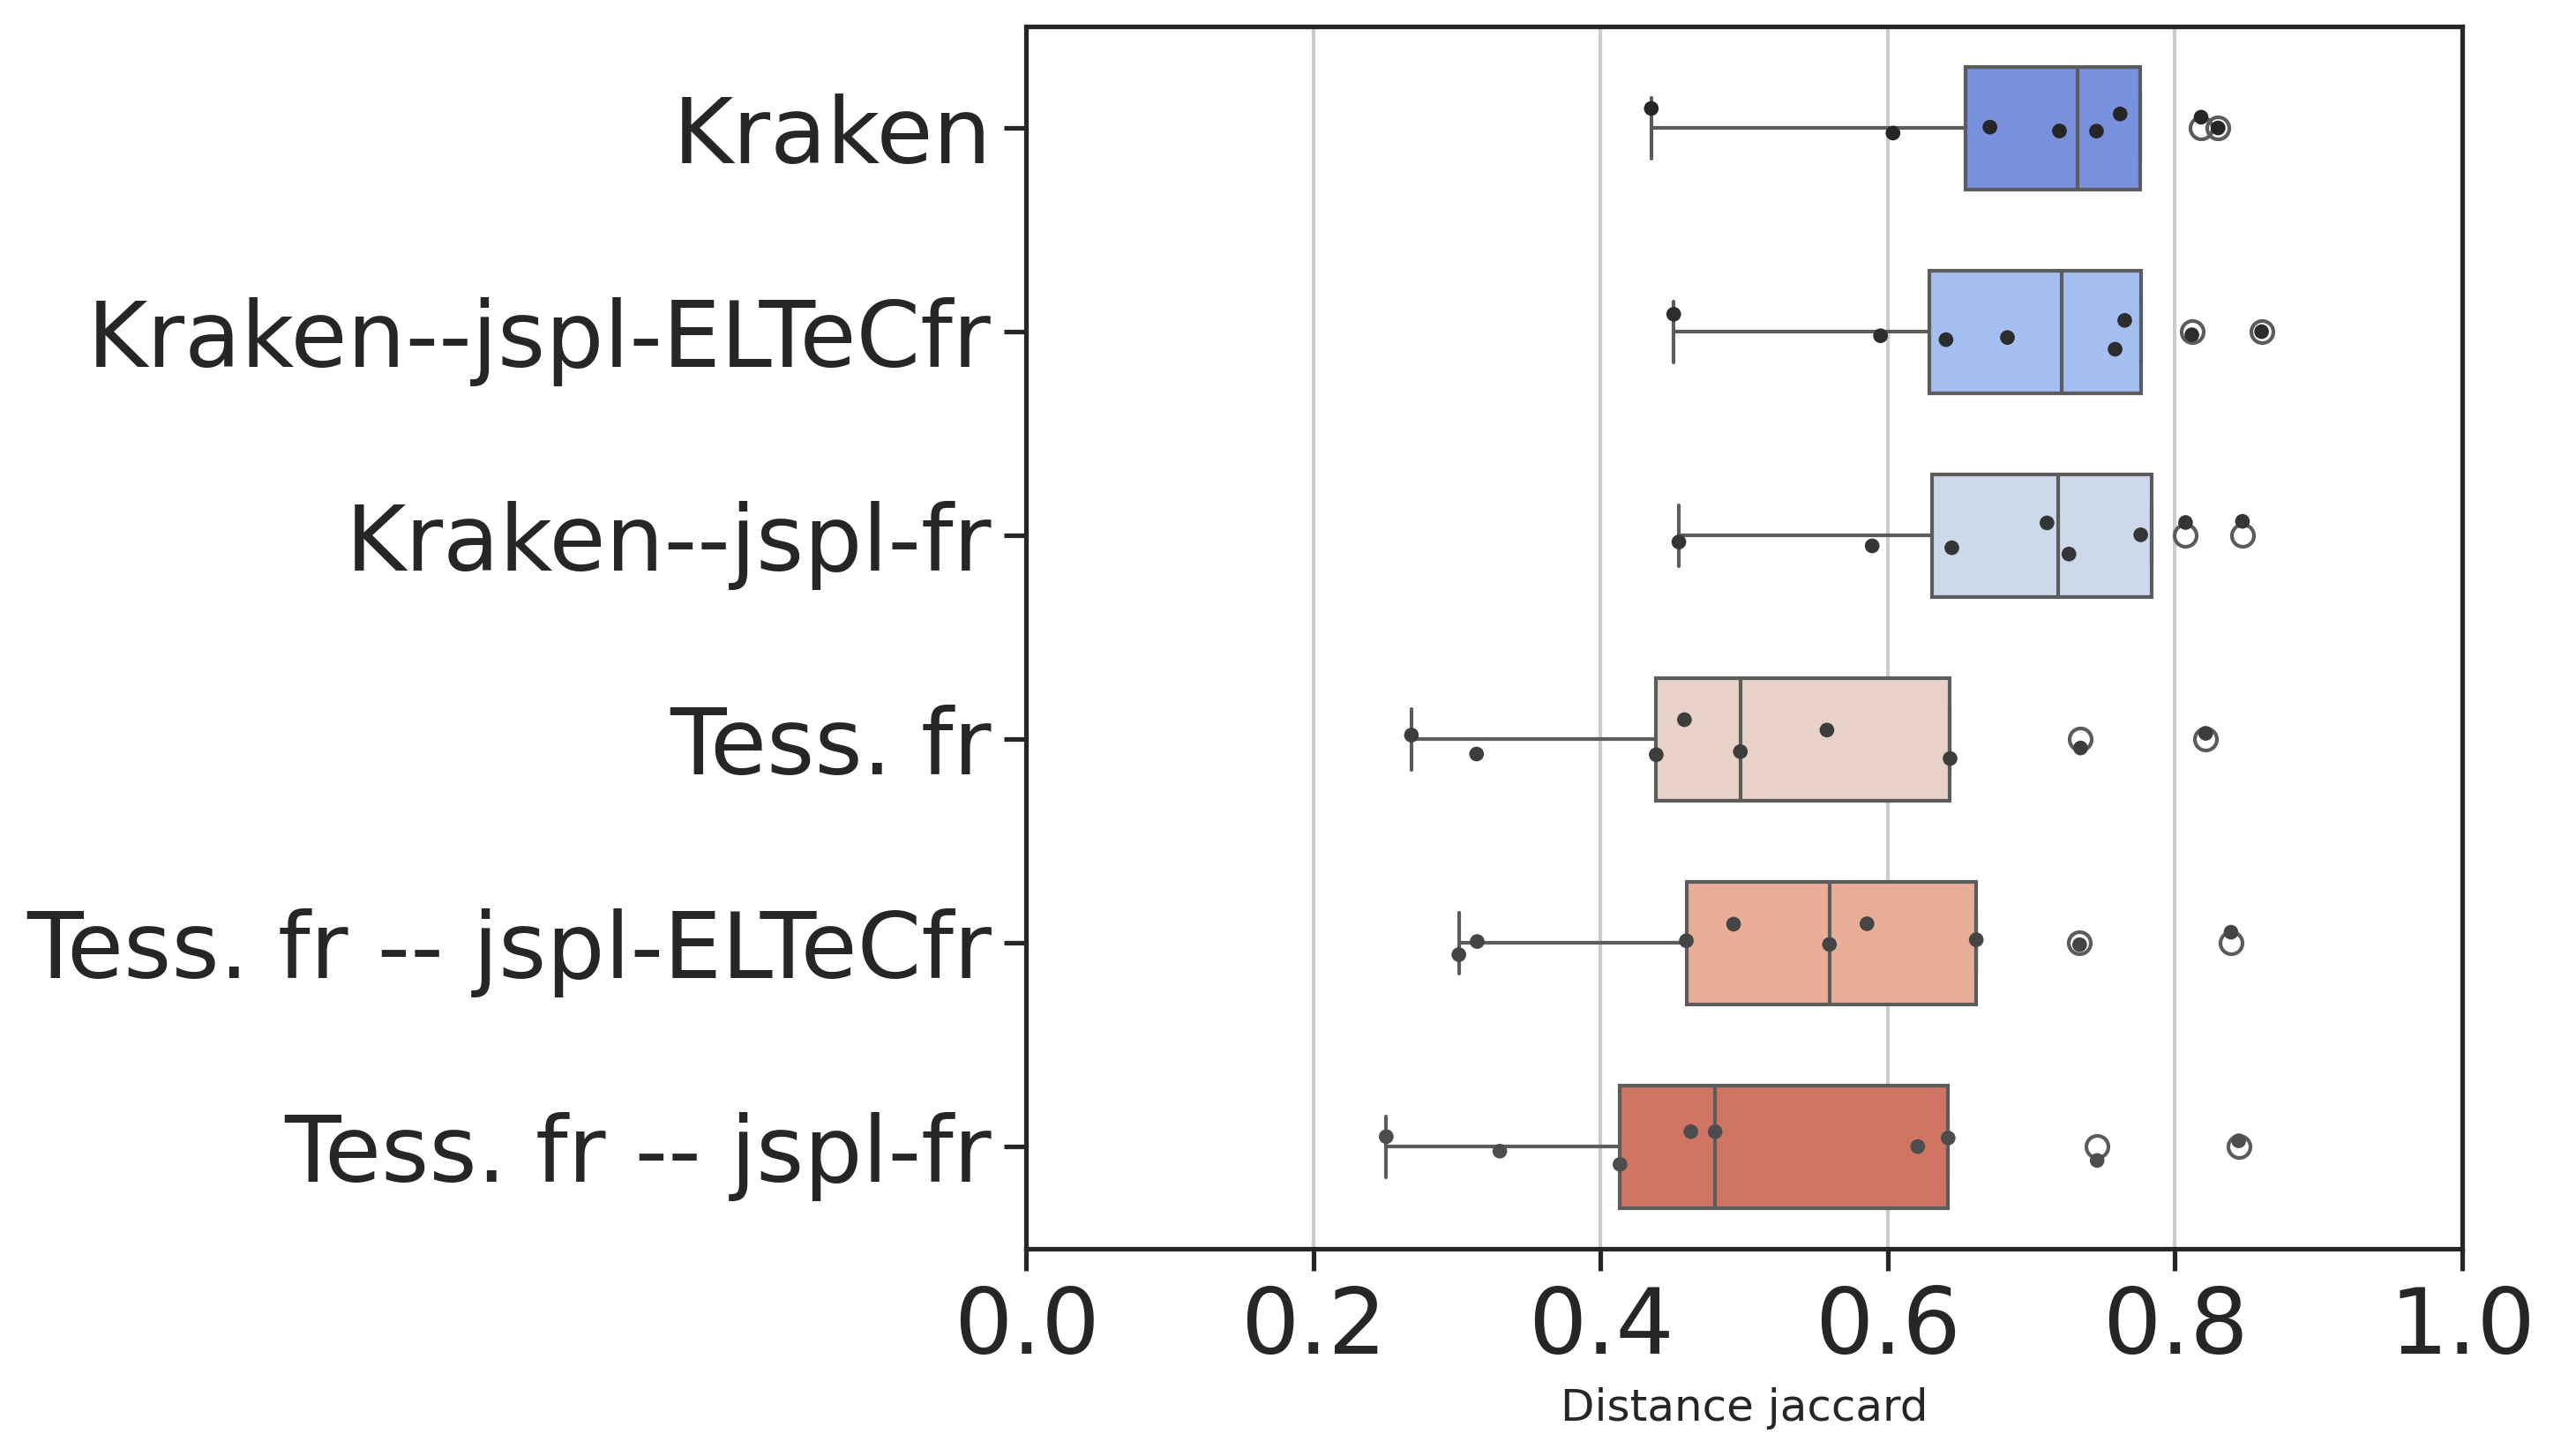 Kraken
Kraken--jspl-ELTeCfr
Kraken--jspl-fr
Tess. fr
Tess. fr -- jspl-ELTeCfr
Tess. fr -- jspl-fr
0.0 0.2 0.4 0.6 0.8 1.0
Distance jaccard